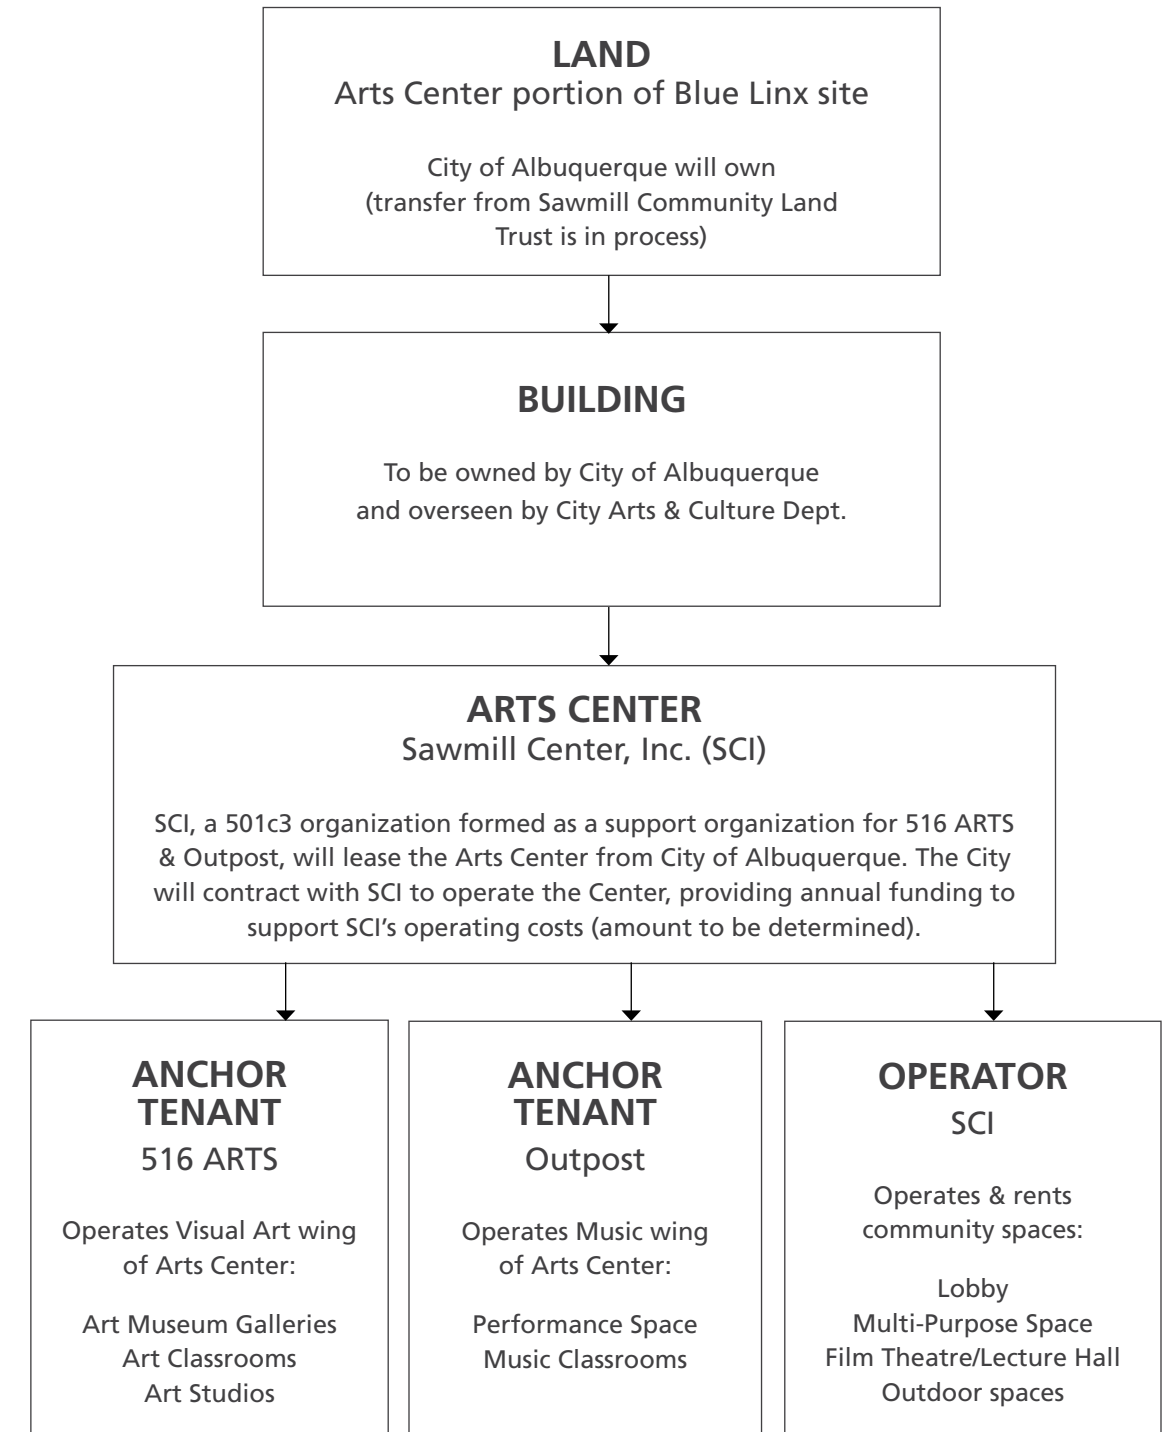 LAND
Arts Center portion of Blue Linx site
City of Albuquerque will own
(transfer from Sawmill Community Land
Trust is in process)
BUILDING
To be owned by City of Albuquerque
and overseen by City Arts & Culture Dept.
ARTS CENTER
Sawmill Center, Inc. (SCI)
SCI, a 501c3 organization formed as a support organization for 516 ARTS
& Outpost, will lease the Arts Center from City of Albuquerque. The City
will contract with SCI to operate the Center, providing annual funding to
support SCI’s operating costs (amount to be determined).
ANCHOR
TENANT
516 ARTS
Operates Visual Art wing
of Arts Center:
Art Museum Galleries
Art Classrooms
Art Studios
ANCHOR
TENANT
Outpost
Operates Music wing
of Arts Center:
Performance Space
Music Classrooms
OPERATOR
SCI
Operates & rents
community spaces:
Lobby
Multi-Purpose Space
Film Theatre/Lecture Hall
Outdoor spaces